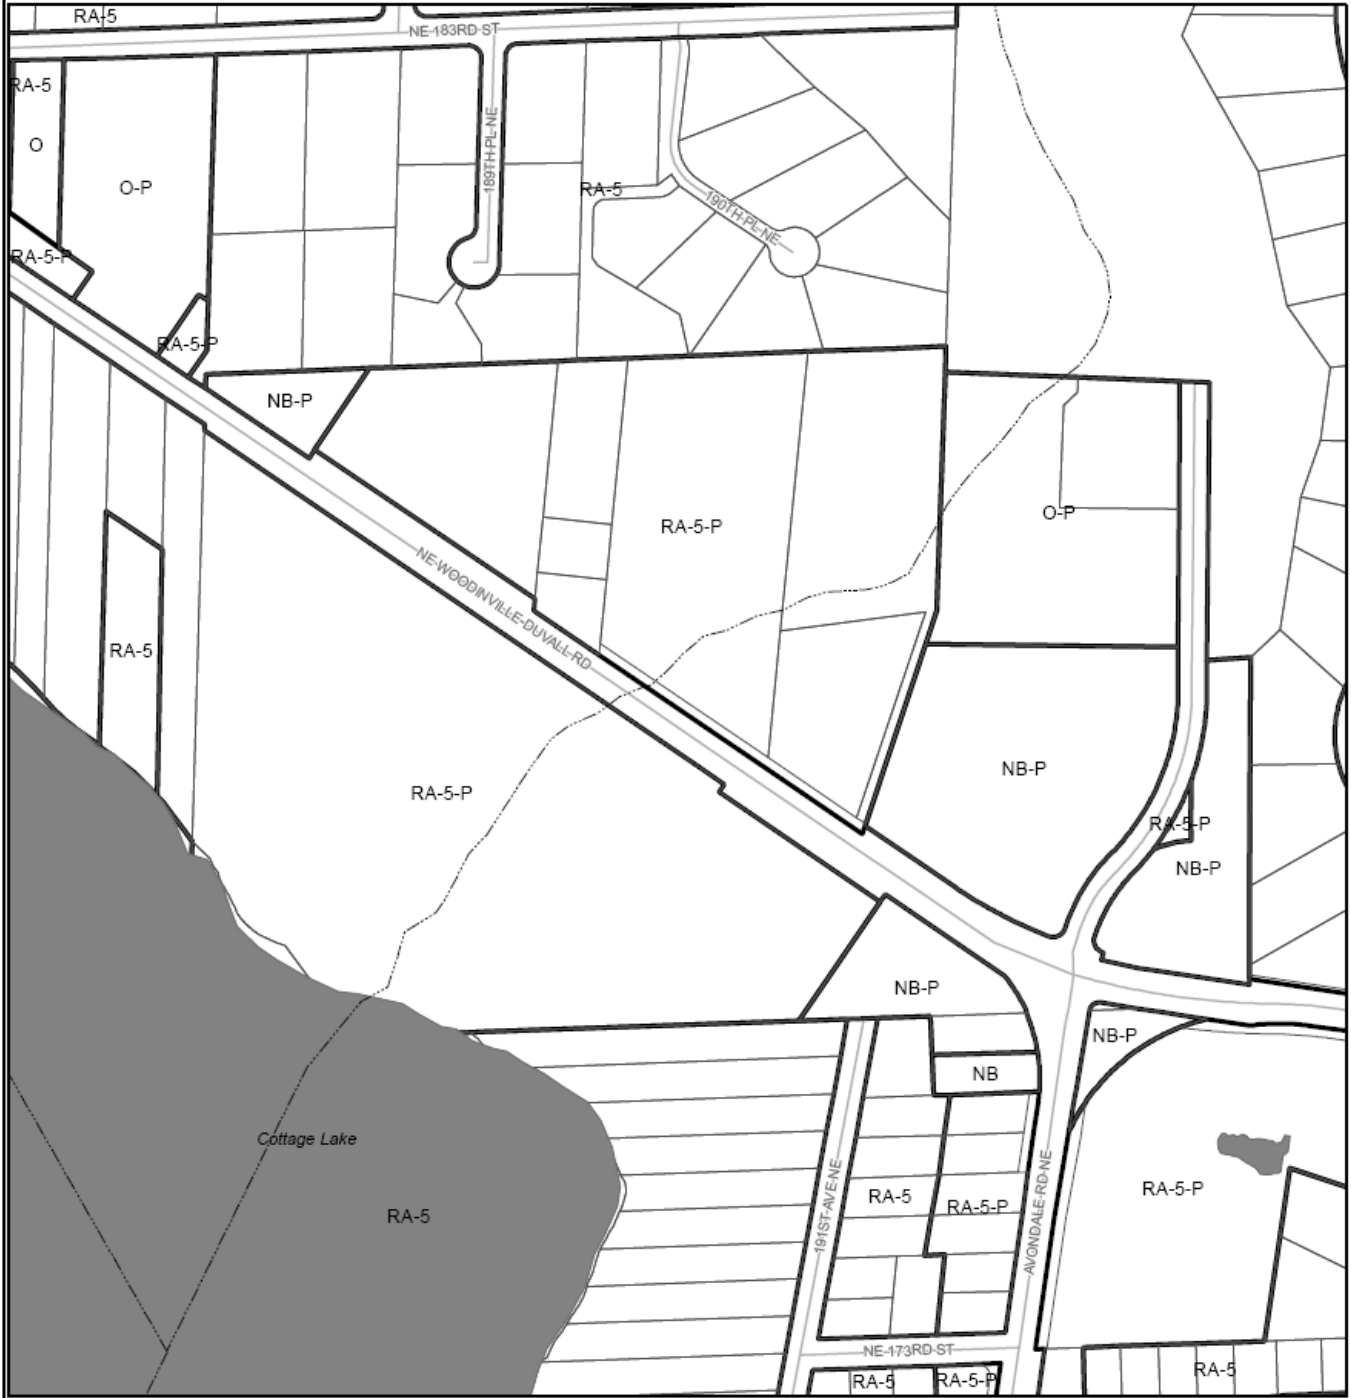 RA-5
NE 183RD ST
RA-5
O
O-P
189TH PL NE
RA-5
190TH PL NE
RA-5-P
RA-5-P
NB-P
RA-5-P
O-P
NE WOODINVILLE-DUVALL RD
RA-5
NB-P
RA-5-P
RA-5-P
NB-P
NB-P
NB-P
NB
Cottage Lake
RA-5
191ST AVE NE
RA-5
RA-5-P
AVONDALE RD NE
RA-5-P
NE 173RD ST
RA-5
RA-5-P
RA-5